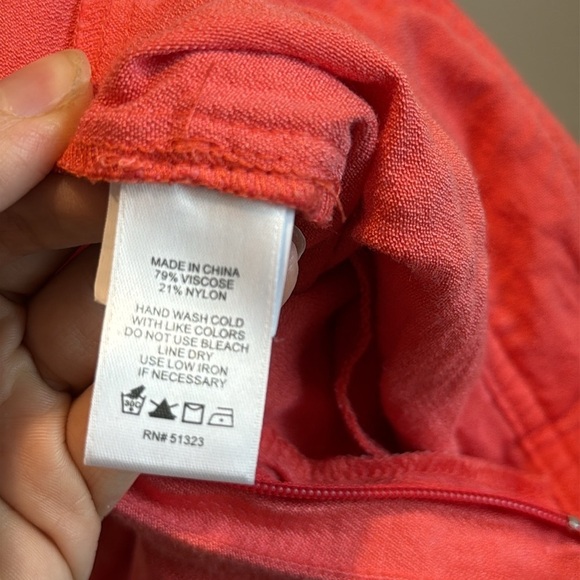 MADE IN CHINA
79% VISCOSE
21% NYLON
HAND WASH COLD
WITH LIKE COLORS
DO NOT USE BLEACH
LINE DRY
USE LOW IRON
IF NECESSARY
30C
RN# 51323